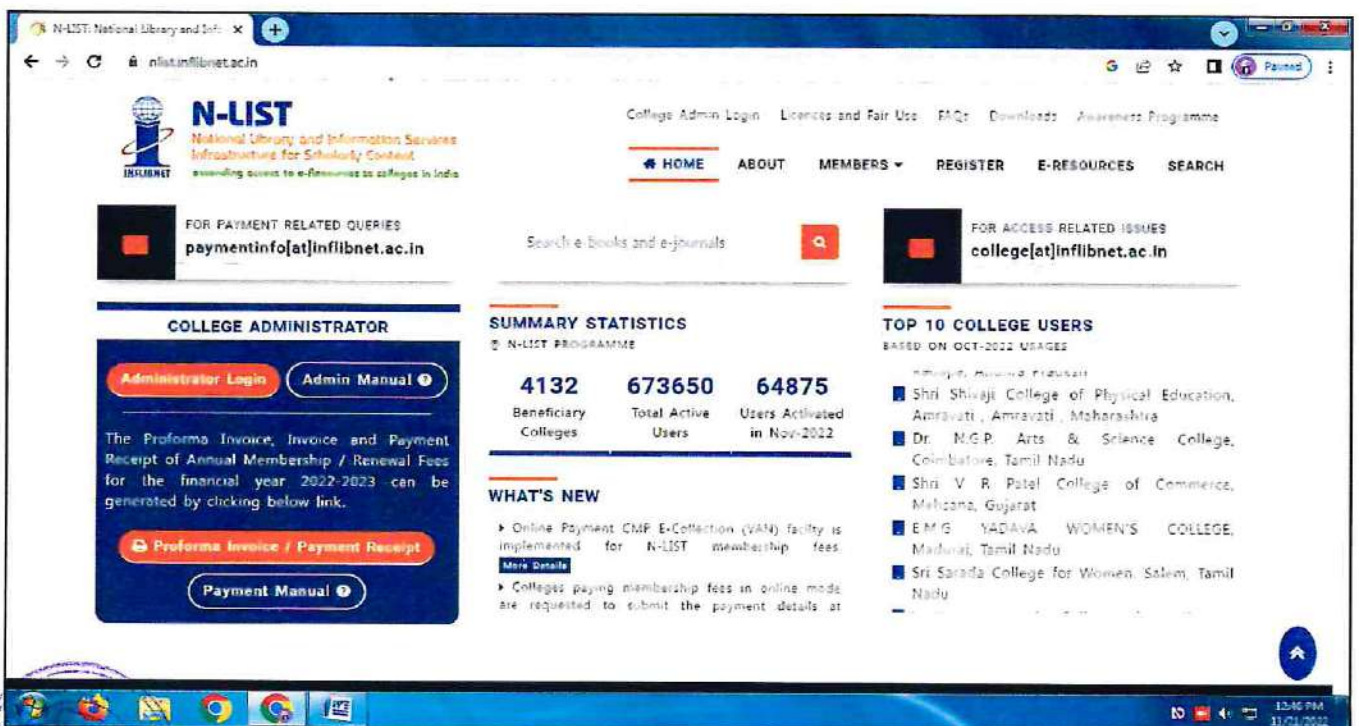 N-LIST: National Library and Inf:
nlist.inflibnet.ac.in
Paused
INFLIBNET
N-LIST
National Library and Information Services
Infrastructure for Scholarly Content
extending access to e-Resources to colleges in India
College Admin Login Licences and Fair Use FAQs Downloads Awareness Programme
HOME ABOUT MEMBERS REGISTER E-RESOURCES SEARCH
FOR PAYMENT RELATED QUERIES
paymentinfo[at]inflibnet.ac.in
Search e-books and e-journals
FOR ACCESS RELATED ISSUES
college[at]inflibnet.ac.in
COLLEGE ADMINISTRATOR
Administrator Login Admin Manual
The Proforma Invoice, Invoice and Payment
Receipt of Annual Membership / Renewal Fees
for the financial year 2022-2023 can be
generated by clicking below link.
Proforma Invoice / Payment Receipt
Payment Manual
SUMMARY STATISTICS
N-LIST PROGRAMME
4132 673650 64875
Beneficiary Total Active Users Activated
Colleges Users in Nov-2022
WHAT'S NEW
Online Payment CMP E-Collection (VAN) facilty is
implemented for N-LIST membership fees.
More Details
Colleges paying membership fees in online mode
are requested to submit the payment details at
TOP 10 COLLEGE USERS
BASED ON OCT-2022 USAGES
Andhra Pradesh
Shri Shivaji College of Physical Education,
Amravati , Amravati , Maharashtra
Dr. N.G.P. Arts & Science College,
Coimbatore, Tamil Nadu
Shri V R Patel College of Commerce,
Mehsana, Gujarat
E.M.G YADAVA WOMEN'S COLLEGE,
Madurai, Tamil Nadu
Sri Sarada College for Women, Salem, Tamil
Nadu
12:46 PM
11/21/2022